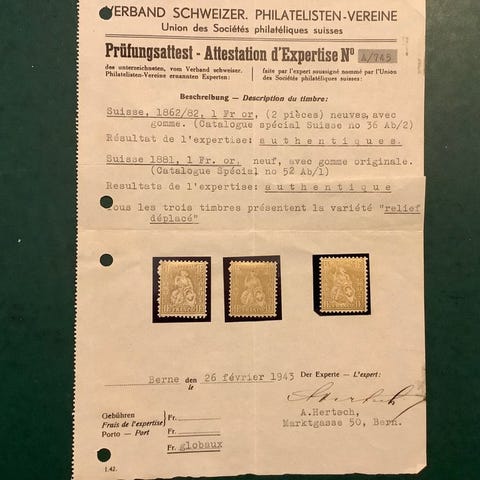 VERBAND SCHWEIZER. PHILATELISTEN-VEREINE
Union des Sociétés philatéliques suisses
Prüfungsattest - Attestation d'Expertise No 4/745
des unterzeichneten, vom Verband schweizer.
Philatelisten-Vereine ernannten Experten:
faite par l'expert soussigné nommé par l'Union
des Sociétés philatéliques suisses:
Beschreibung — Description du timbre:
Suisse, 1862/82, 1 Fr or, (2 pièces) neuves, avec
gomme. (Catalogue spécial Suisse no 36 Ab/2)
Résultat de l'expertise: authentiques.
Suisse 1881, 1 Fr. or, neuf, avec gomme originale.
(Catalogue Spécial no 52 Ab/1)
Resultats de l'expertise: authentique
Tous les trois timbres présentent la variété "relief
déplacé"
Berne den 26 février 1943 Der Experte — L'expert:
le
A.Hertsch,
Marktgasse 50, Bern.
Gebühren
Frais de l'expertise
Porto — Port
Fr.
Fr.
Fr. globaux
1.42.